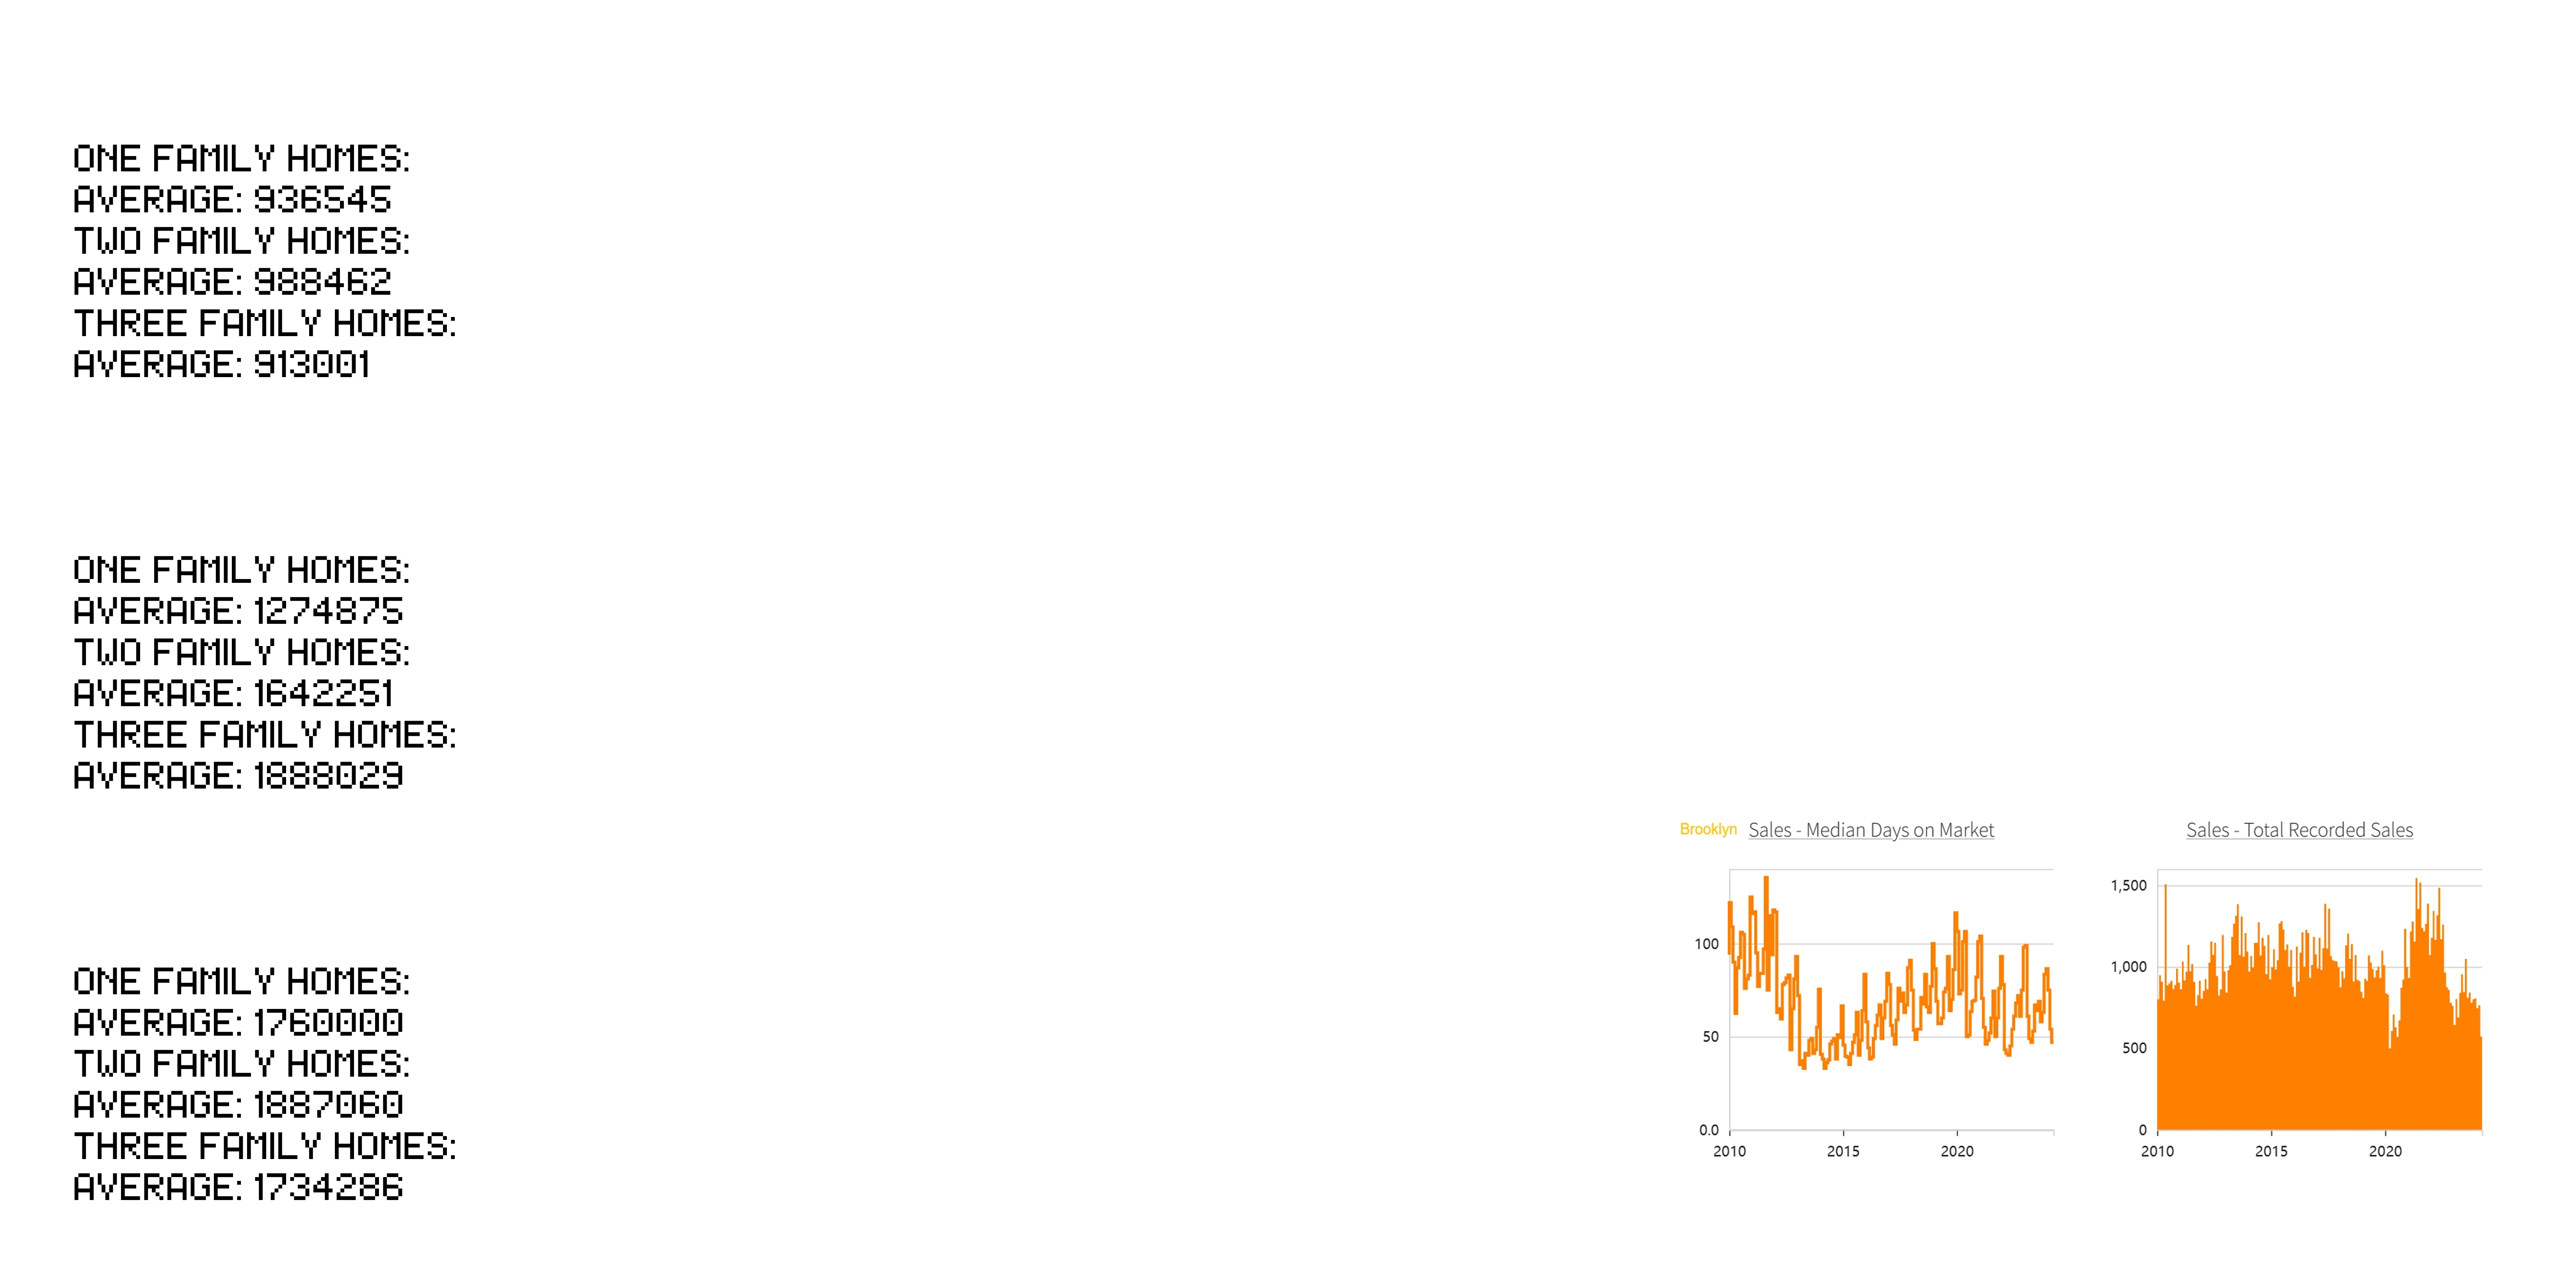 ONE FAMILY HOMES:
AVERAGE: 936545
TWO FAMILY HOMES:
AVERAGE: 988462
THREE FAMILY HOMES:
AVERAGE: 913001
ONE FAMILY HOMES:
AVERAGE: 1274875
TWO FAMILY HOMES:
AVERAGE: 1642251
THREE FAMILY HOMES:
AVERAGE: 1888029
ONE FAMILY HOMES:
AVERAGE: 1760000
TWO FAMILY HOMES:
AVERAGE: 1887060
THREE FAMILY HOMES:
AVERAGE: 1734286
Brooklyn Sales - Median Days on Market
100
50
0.0
2010 2015 2020
Sales - Total Recorded Sales
1,500
1,000
500
0
2010 2015 2020